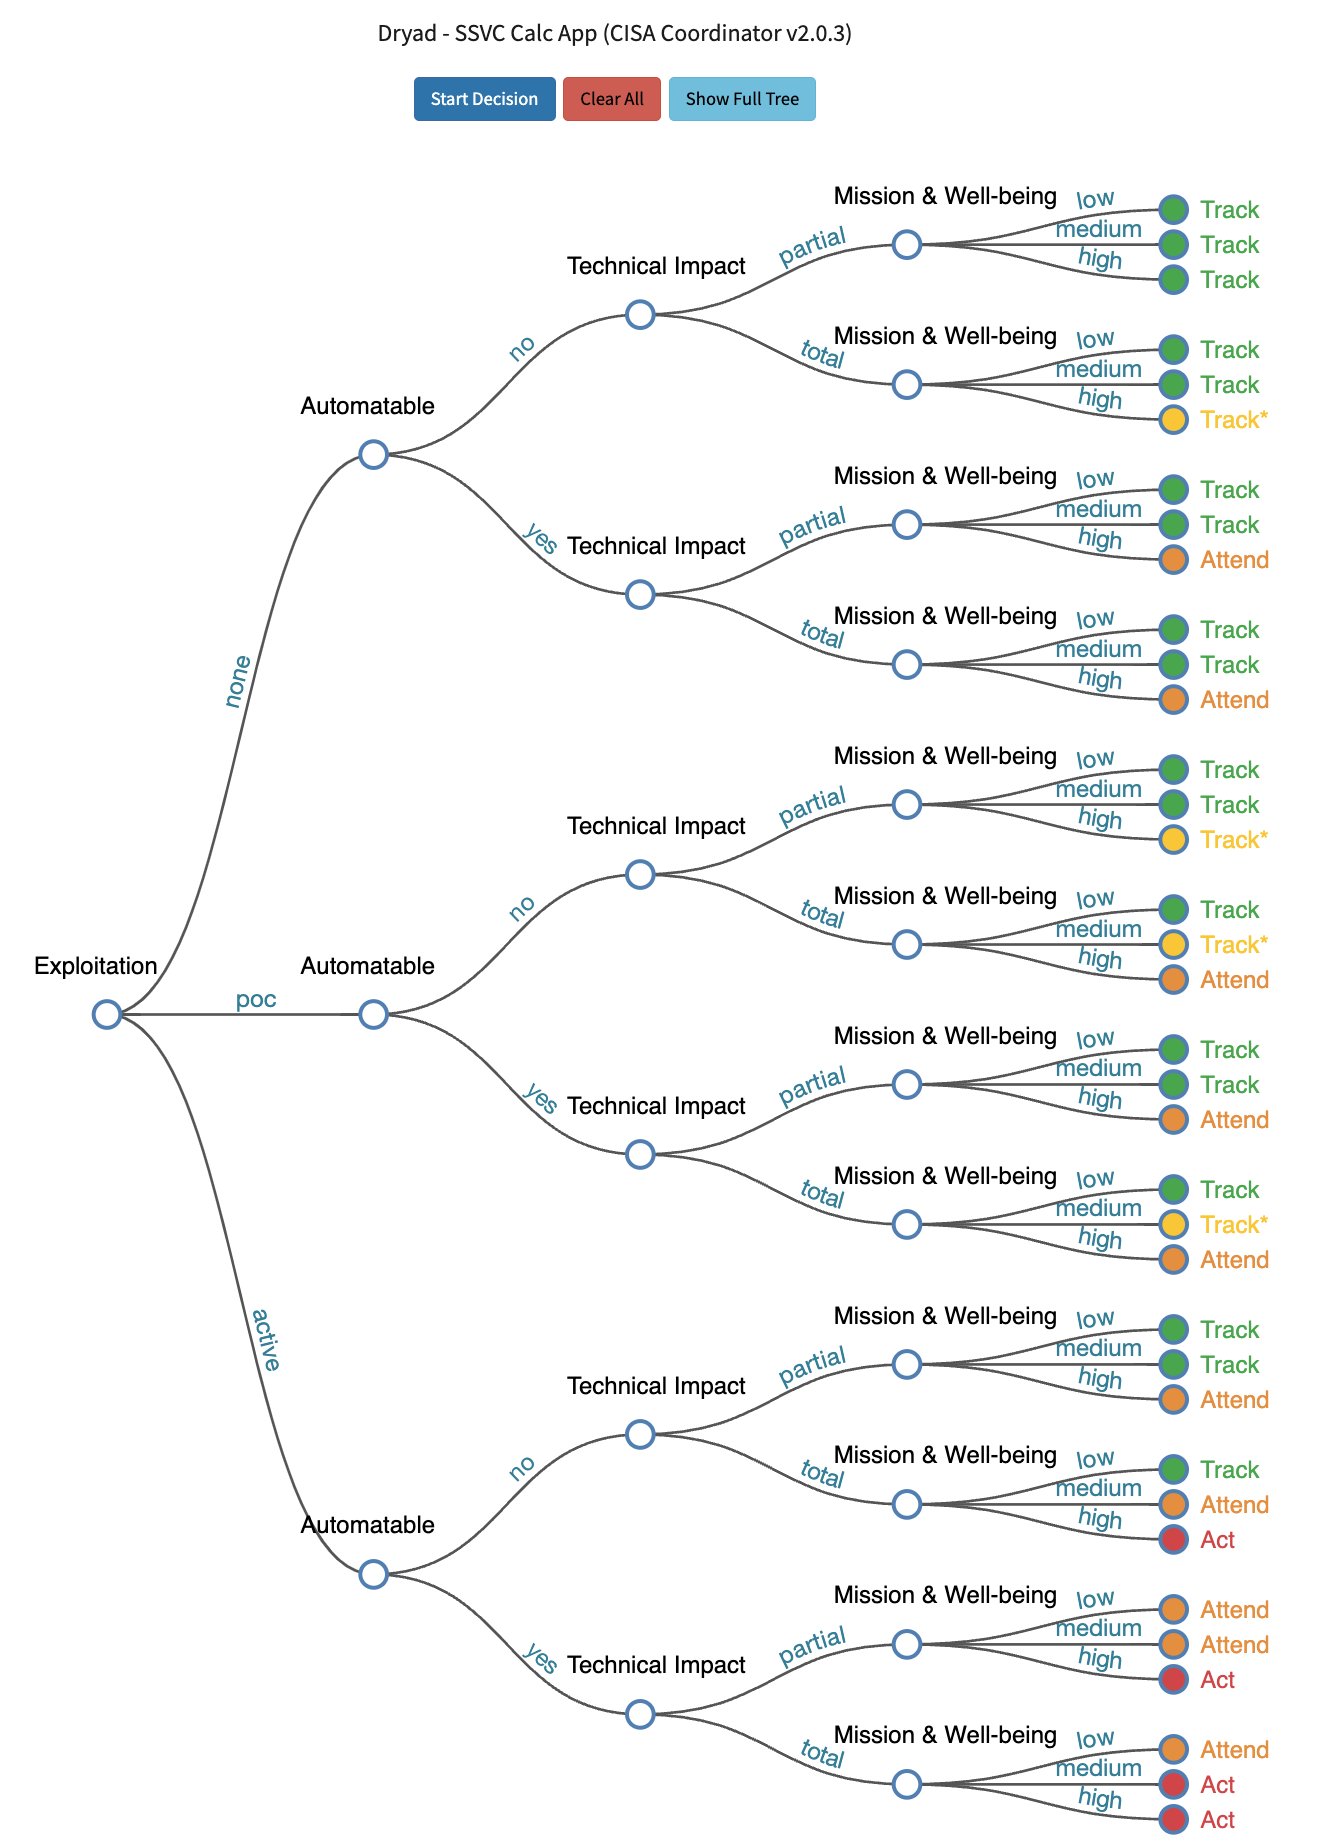 Dryad - SSVC Calc App (CISA Coordinator v2.0.3)
Start Decision Clear All Show Full Tree
Mission & Well-being low Track
medium Track
partial high Track
Technical Impact
Mission & Well-being low Track
no total medium Track
high Track*
Automatable
Mission & Well-being low Track
partial medium Track
yes Technical Impact high Attend
Mission & Well-being low Track
total medium Track
none high Attend
Mission & Well-being low Track
partial medium Track
Technical Impact high Track*
Mission & Well-being low Track
no total medium Track*
Exploitation Automatable high Attend
poc
Mission & Well-being low Track
partial medium Track
yes Technical Impact high Attend
Mission & Well-being low Track
total medium Track*
high Attend
active
Mission & Well-being low Track
partial medium Track
Technical Impact high Attend
Mission & Well-being low Track
no total medium Attend
Automatable high Act
Mission & Well-being low Attend
partial medium Attend
yes Technical Impact high Act
Mission & Well-being low Attend
total medium Act
high Act